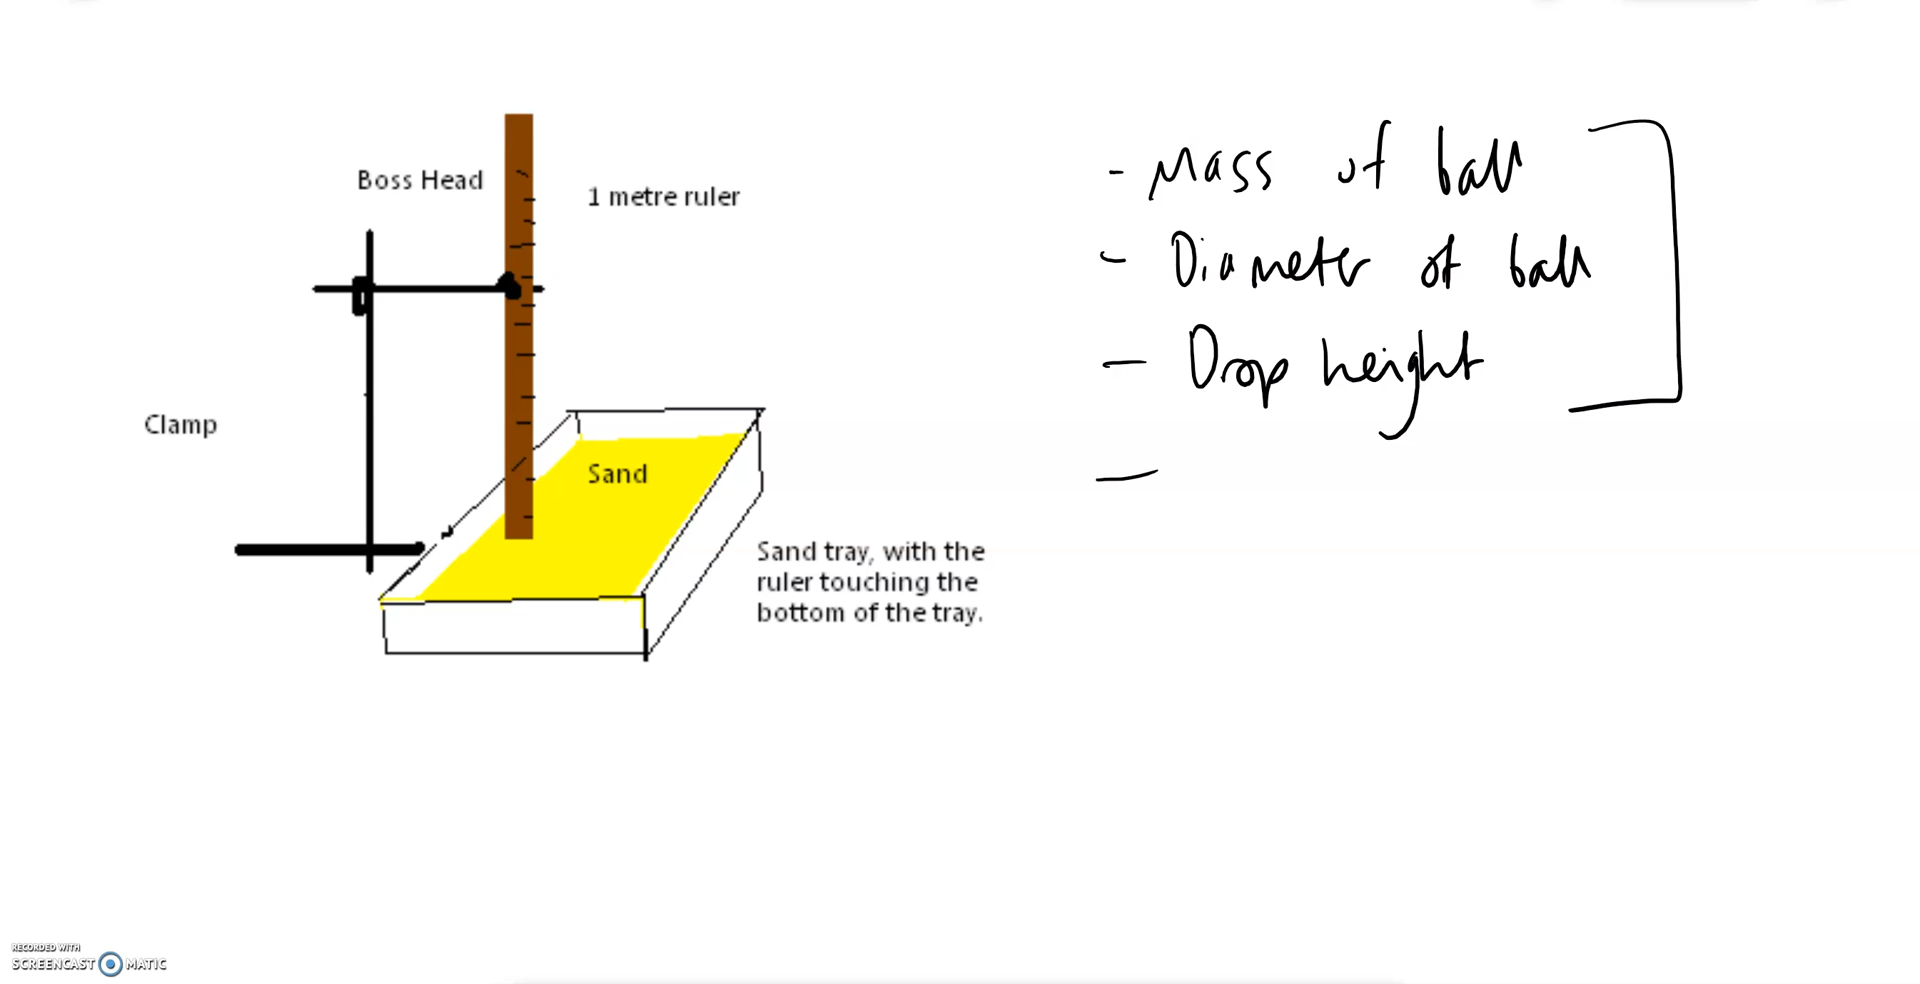 Boss Head
1 metre ruler
Clamp
Sand
Sand tray, with the
ruler touching the
bottom of the tray.
- Mass of ball
- Diameter of ball
- Drop height
-
RECORDED WITH
SCREENCAST MATIC